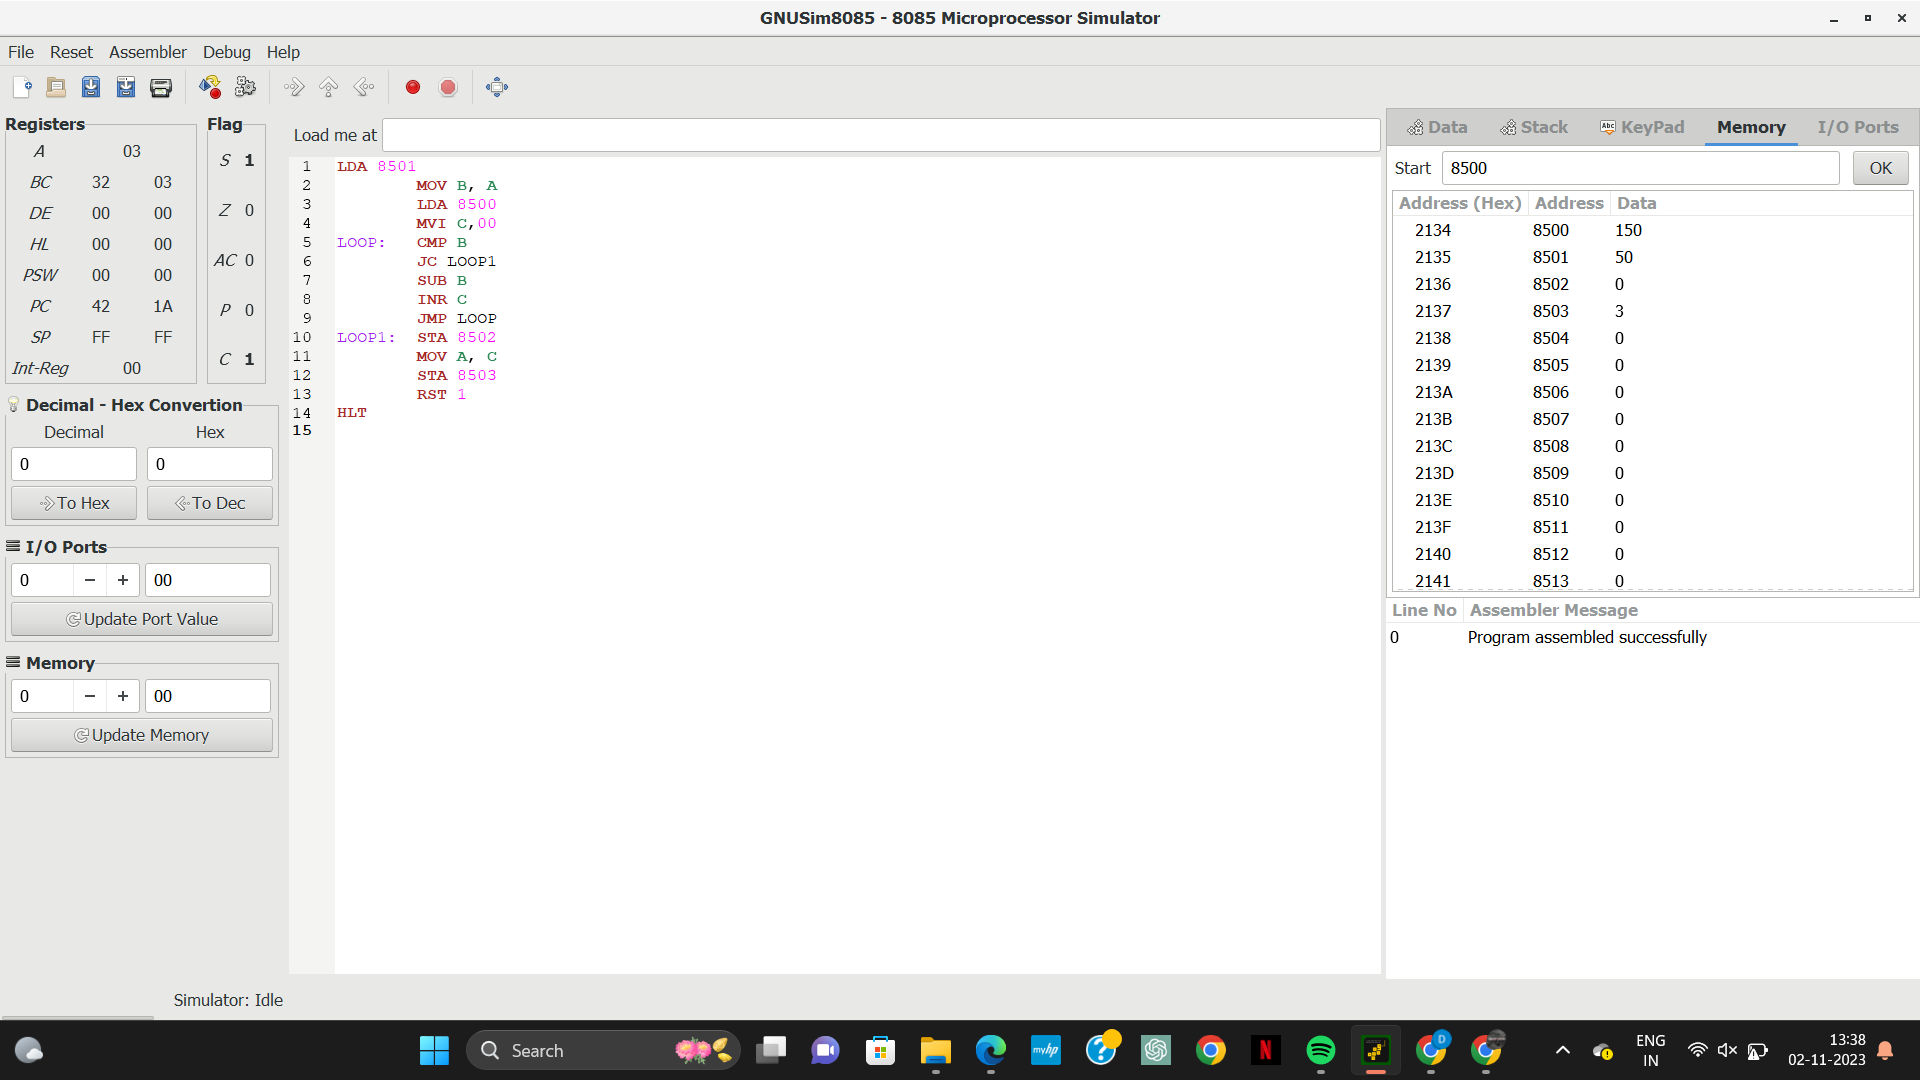 GNUSim8085 - 8085 Microprocessor Simulator
File Reset Assembler Debug Help
Registers
A 03
BC 32 03
DE 00 00
HL 00 00
PSW 00 00
PC 42 1A
SP FF FF
Int-Reg 00
Flag
S 1
Z 0
AC 0
P 0
C 1
Decimal - Hex Convertion
Decimal Hex
0 0
To Hex To Dec
I/O Ports
0 − + 00
Update Port Value
Memory
0 − + 00
Update Memory
Load me at
1 LDA 8501
2 MOV B, A
3 LDA 8500
4 MVI C,00
5 LOOP: CMP B
6 JC LOOP1
7 SUB B
8 INR C
9 JMP LOOP
10 LOOP1: STA 8502
11 MOV A, C
12 STA 8503
13 RST 1
14 HLT
15
Data Stack Abc KeyPad Memory I/O Ports
Start 8500 OK
Address (Hex) Address Data
2134 8500 150
2135 8501 50
2136 8502 0
2137 8503 3
2138 8504 0
2139 8505 0
213A 8506 0
213B 8507 0
213C 8508 0
213D 8509 0
213E 8510 0
213F 8511 0
2140 8512 0
2141 8513 0
Line No Assembler Message
0 Program assembled successfully
Simulator: Idle
Search
myhp
N
D
ENG
IN
13:38
02-11-2023